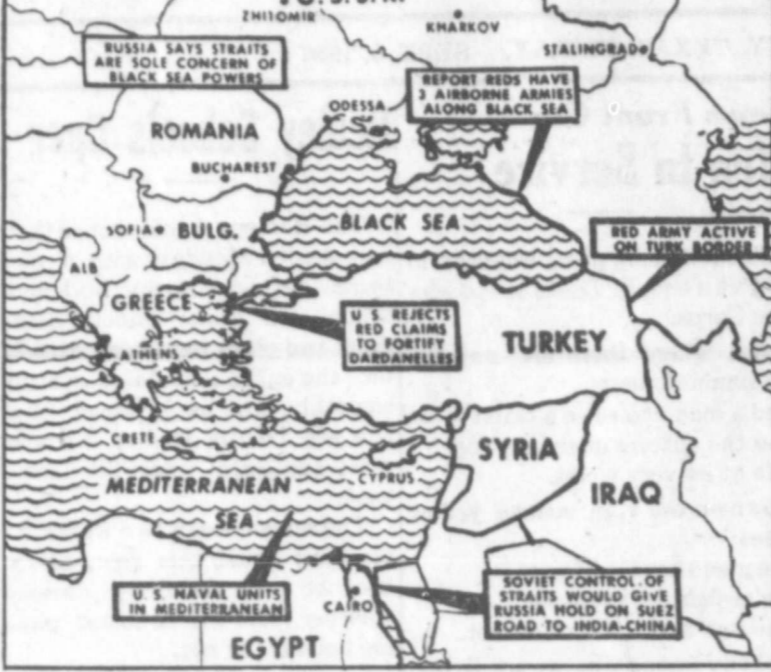 ZHITOMIR
KHARKOV
STALINGRAD
RUSSIA SAYS STRAITS
ARE SOLE CONCERN OF
BLACK SEA POWERS
REPORT REDS HAVE
3 AIRBORNE ARMIES
ALONG BLACK SEA
ODESSA
ROMANIA
BUCHAREST
BLACK SEA
SOFIA
BULG.
RED ARMY ACTIVE
ON TURK BORDER
ALB
GREECE
U S. REJECTS
RED CLAIMS
TO FORTIFY
DARDANELLES
TURKEY
ATHENS
CRETE
SYRIA
CYPRUS
MEDITERRANEAN
SEA
IRAQ
U. S. NAVAL UNITS
IN MEDITERRANEAN
CAIRO
SOVIET CONTROL OF
STRAITS WOULD GIVE
RUSSIA HOLD ON SUEZ
ROAD TO INDIA-CHINA
EGYPT